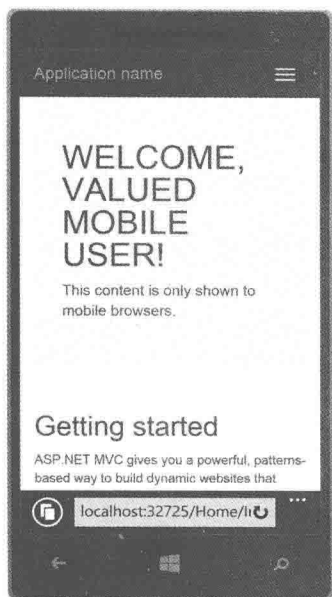 Application name
WELCOME,
VALUED
MOBILE
USER!
This content is only shown to
mobile browsers.
Getting started
ASP.NET MVC gives you a powerful, patterns-
based way to build dynamic websites that
localhost:32725/Home/